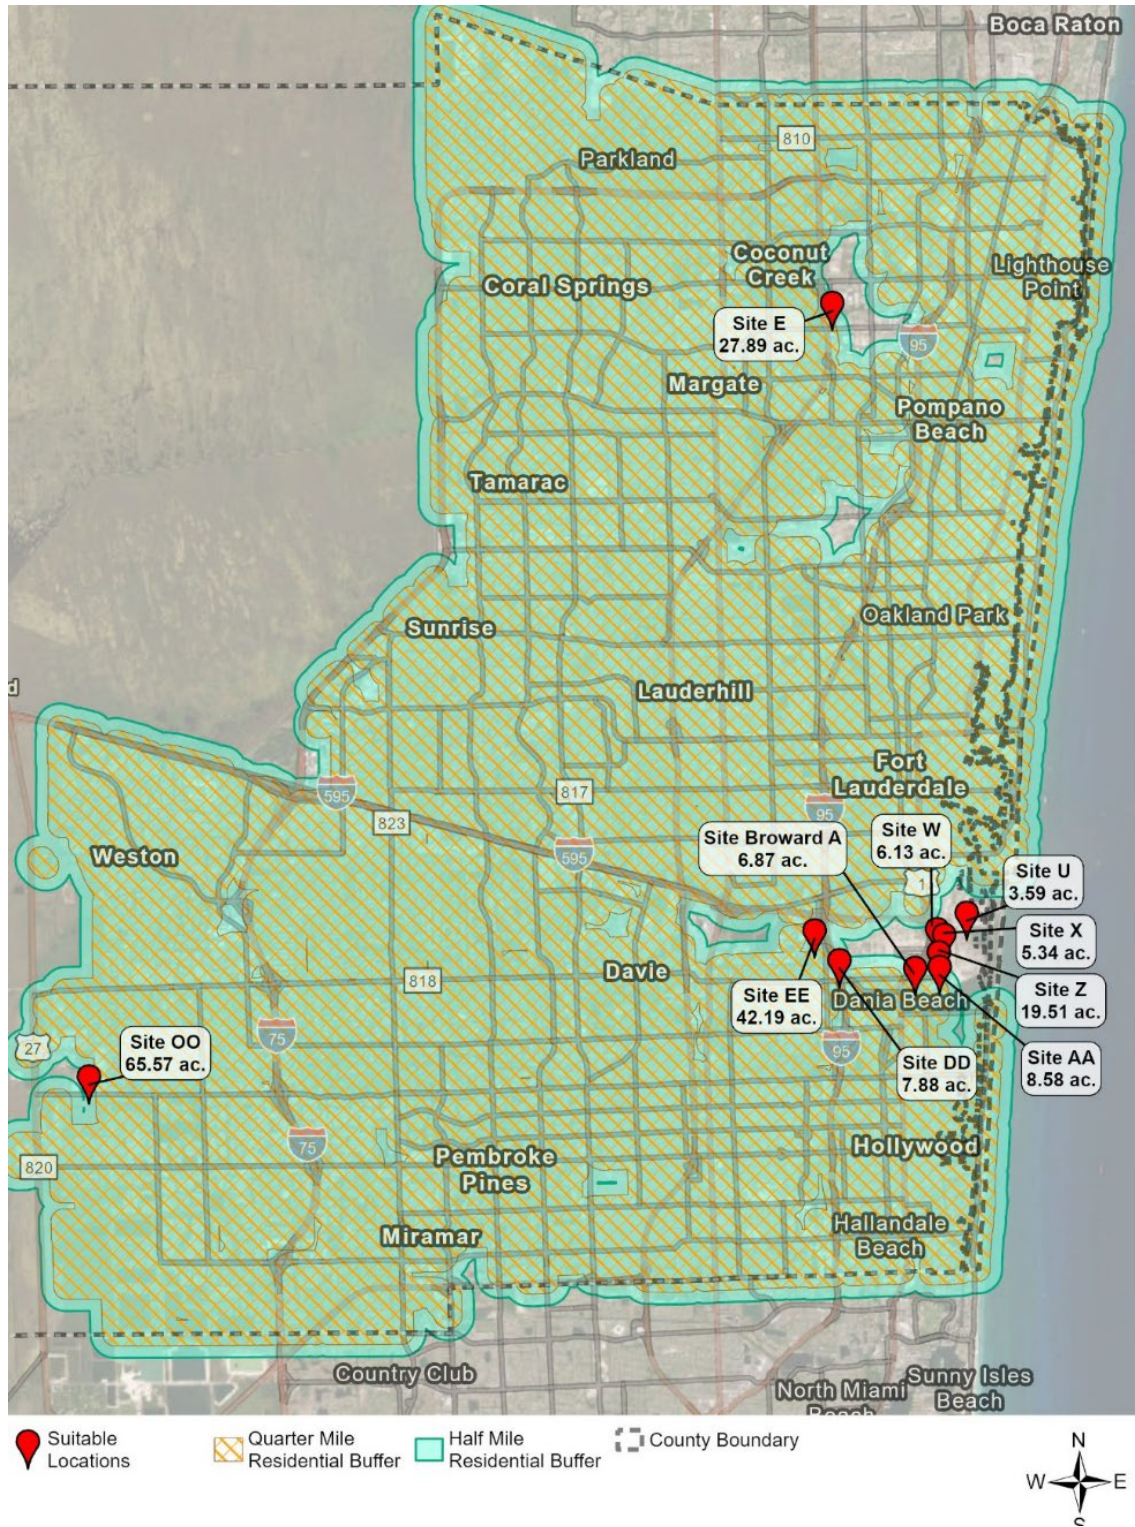 Boca Raton
810
Parkland
Coconut
Creek
Lighthouse
Point
Coral Springs
Site E
27.89 ac.
95
Margate
Pompano
Beach
Tamarac
Oakland Park
Sunrise
d
Lauderhill
Fort
Lauderdale
595
817
95
823
595
Site Broward A
6.87 ac.
Site W
6.13 ac.
Weston
1
Site U
3.59 ac.
Site X
5.34 ac.
Davie
818
Site EE
42.19 ac.
Dania Beach
Site Z
19.51 ac.
27
Site OO
65.57 ac.
75
95
Site DD
7.88 ac.
Site AA
8.58 ac.
75
Hollywood
820
Pembroke
Pines
Miramar
Hallandale
Beach
Country Club
North Miami
Beach
Sunny Isles
Beach
Suitable
Locations
Quarter Mile
Residential Buffer
Half Mile
Residential Buffer
County Boundary
N
W E
S